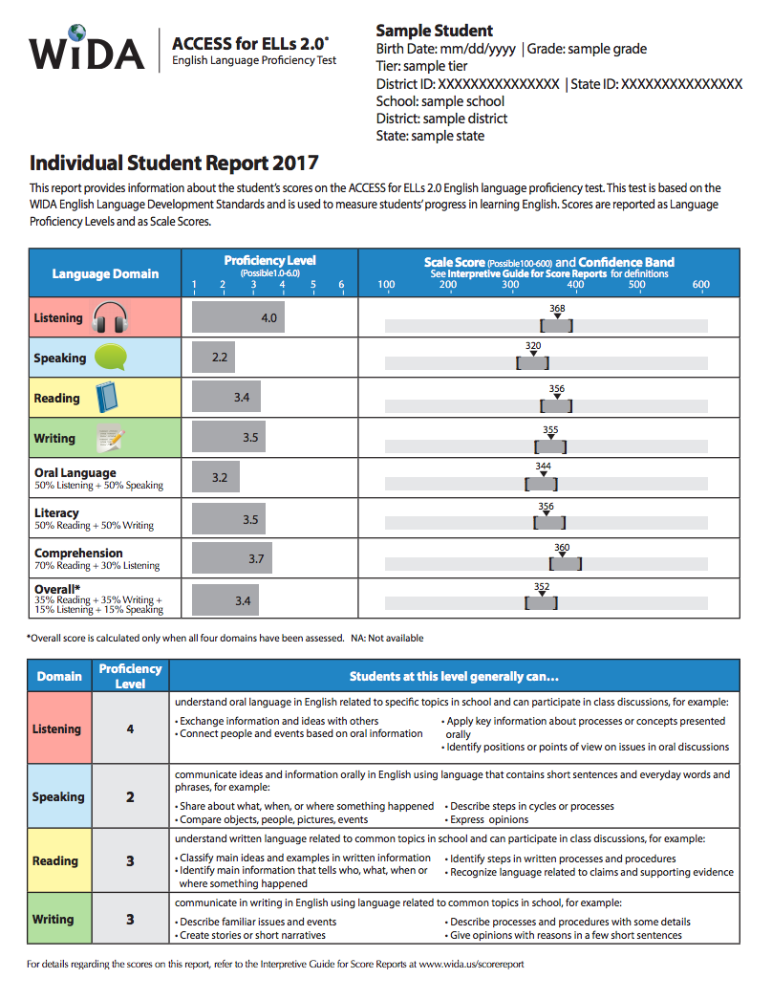 WiDA
ACCESS for ELLs 2.0*
English Language Proficiency Test
Sample Student
Birth Date: mm/dd/yyyy | Grade: sample grade
Tier: sample tier
District ID: XXXXXXXXXXXXXXX | State ID: XXXXXXXXXXXXXXX
School: sample school
District: sample district
State: sample state
Individual Student Report 2017
This report provides information about the student's scores on the ACCESS for ELLs 2.0 English language proficiency test. This test is based on the
WIDA English Language Development Standards and is used to measure students' progress in learning English. Scores are reported as Language
Proficiency Levels and as Scale Scores.
Language Domain
Proficiency Level
(Possible1.0-6.0)
1 2 3 4 5 6
Scale Score (Possible100-600) and Confidence Band
See Interpretive Guide for Score Reports for definitions
100 200 300 400 500 600
Listening 4.0 368
Speaking 2.2 320
Reading 3.4 356
Writing 3.5 355
Oral Language
50% Listening + 50% Speaking
3.2 344
Literacy
50% Reading + 50% Writing
3.5 356
Comprehension
70% Reading + 30% Listening
3.7 360
Overall*
35% Reading + 35% Writing +
15% Listening + 15% Speaking
3.4 352
*Overall score is calculated only when all four domains have been assessed. NA: Not available
Domain
Proficiency
Level
Students at this level generally can…
Listening
4
understand oral language in English related to specific topics in school and can participate in class discussions, for example:
• Exchange information and ideas with others
• Connect people and events based on oral information
• Apply key information about processes or concepts presented
orally
• Identify positions or points of view on issues in oral discussions
Speaking
2
communicate ideas and information orally in English using language that contains short sentences and everyday words and
phrases, for example:
• Share about what, when, or where something happened
• Compare objects, people, pictures, events
• Describe steps in cycles or processes
• Express opinions
Reading
3
understand written language related to common topics in school and can participate in class discussions, for example:
• Classify main ideas and examples in written information
• Identify main information that tells who, what, when or
where something happened
• Identify steps in written processes and procedures
• Recognize language related to claims and supporting evidence
Writing
3
communicate in writing in English using language related to common topics in school, for example:
• Describe familiar issues and events
• Create stories or short narratives
• Describe processes and procedures with some details
• Give opinions with reasons in a few short sentences
For details regarding the scores on this report, refer to the Interpretive Guide for Score Reports at www.wida.us/scorereport